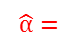 α̂ =